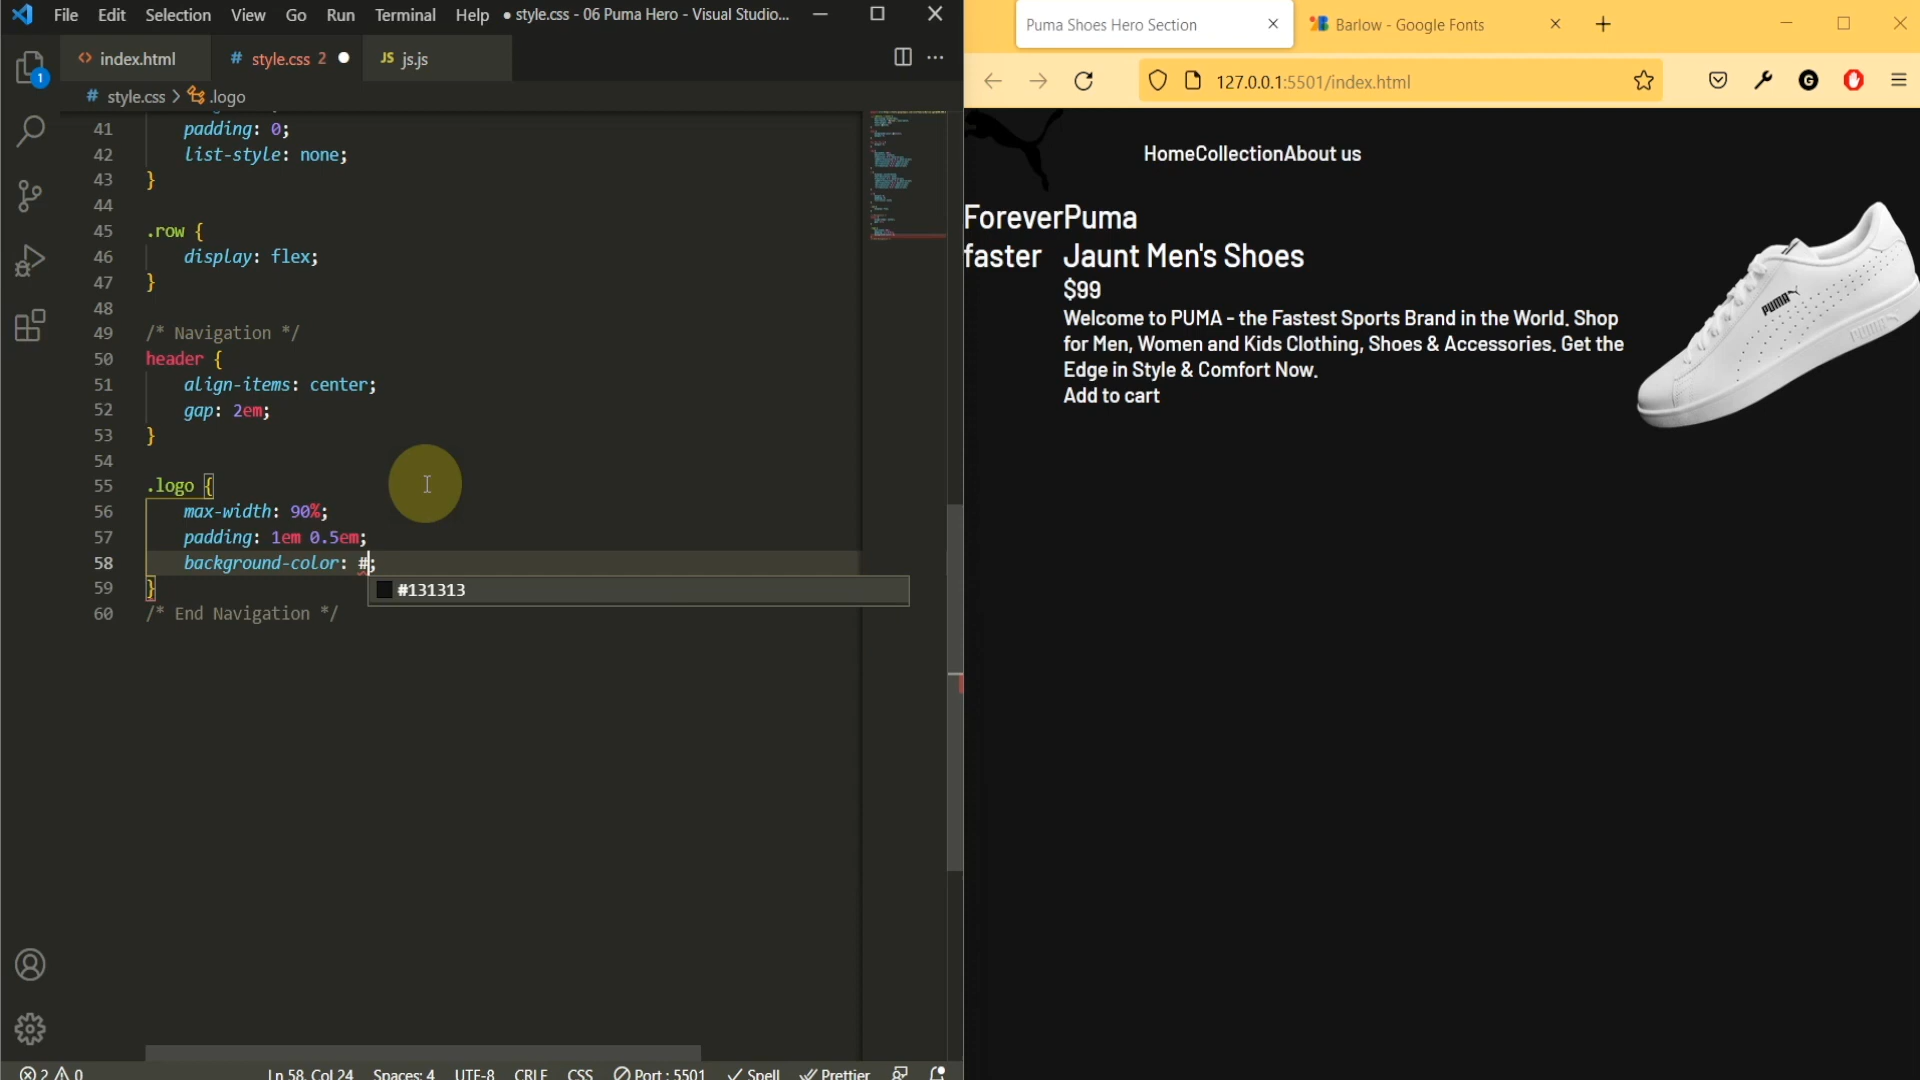 File Edit Selection View Go Run Terminal Help • style.css - 06 Puma Hero - Visual Studio...
index.html # style.css 2 JS js.js
1
# style.css > .logo
41 padding: 0;
42 list-style: none;
43 }
44
45 .row {
46 display: flex;
47 }
48
49 /* Navigation */
50 header {
51 align-items: center;
52 gap: 2em;
53 }
54
55 .logo {
56 max-width: 90%;
57 padding: 1em 0.5em;
58 background-color: #;
#131313
59 }
60 /* End Navigation */
2 0 Ln 58, Col 24 Spaces: 4 UTF-8 CRLF CSS Port : 5501 Spell Prettier
Puma Shoes Hero Section Barlow - Google Fonts
127.0.0.1:5501/index.html
HomeCollectionAbout us
ForeverPuma
faster Jaunt Men's Shoes
$99
Welcome to PUMA - the Fastest Sports Brand in the World. Shop
for Men, Women and Kids Clothing, Shoes & Accessories. Get the
Edge in Style & Comfort Now.
Add to cart
PUMA
PUMA